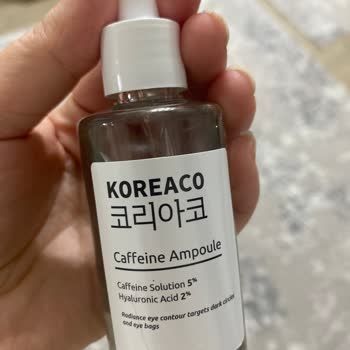 KOREACO
코리아코
Caffeine Ampoule
Caffeine Solution 5%
Hyaluronic Acid 2%
Radiance eye contour targets dark circles
and eye bags